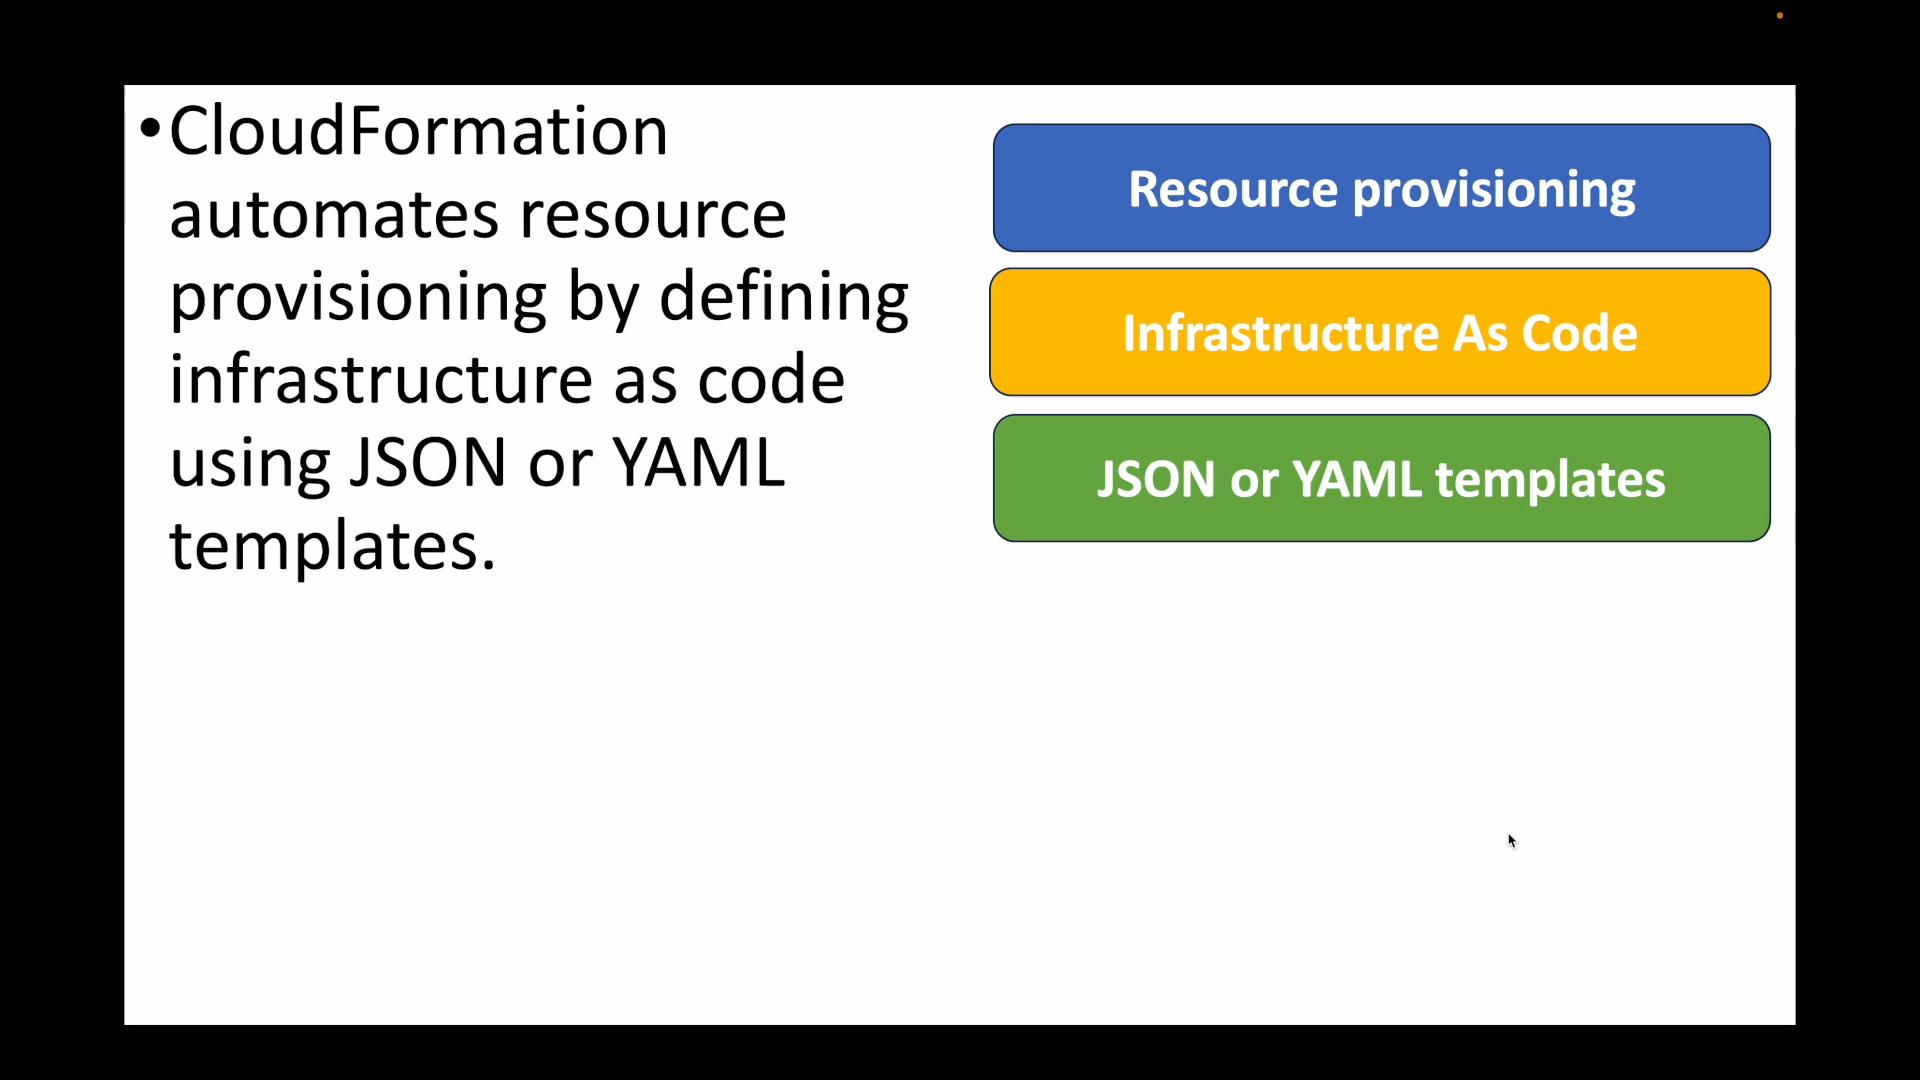 •CloudFormation
automates resource
provisioning by defining
infrastructure as code
using JSON or YAML
templates.
Resource provisioning
Infrastructure As Code
JSON or YAML templates